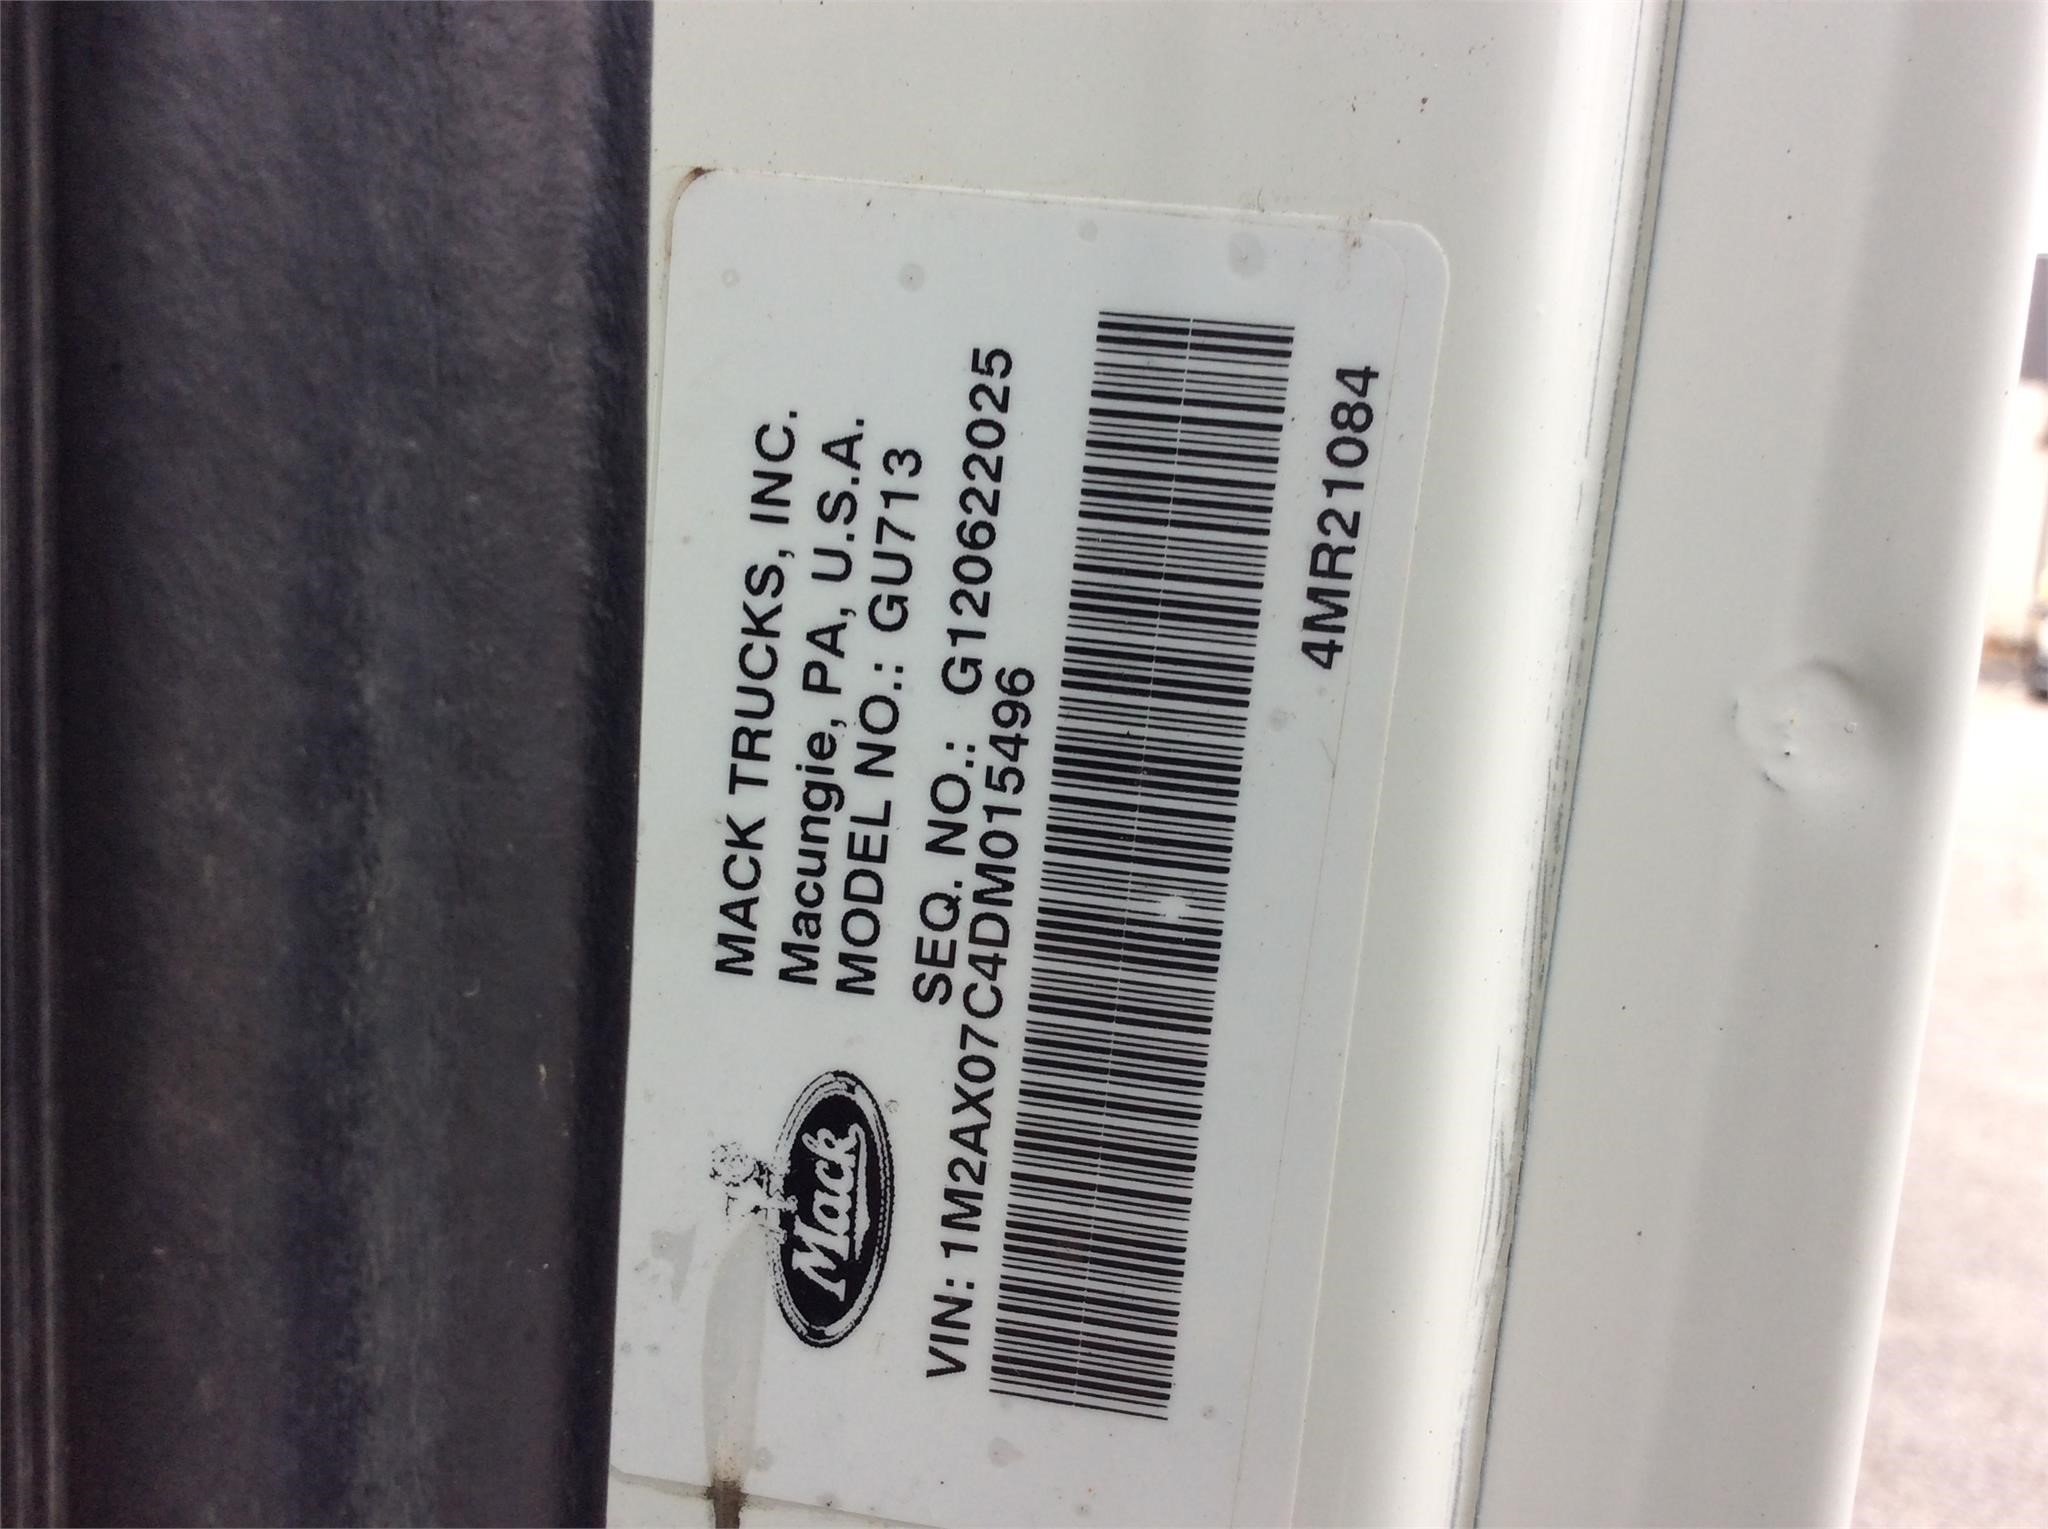 MACK TRUCKS, INC.
Macungie, PA, U.S.A.
MODEL NO.: GU713
Mack
SEQ. NO.: G120622025
VIN: 1M2AX07C4DM015496
4MR21084